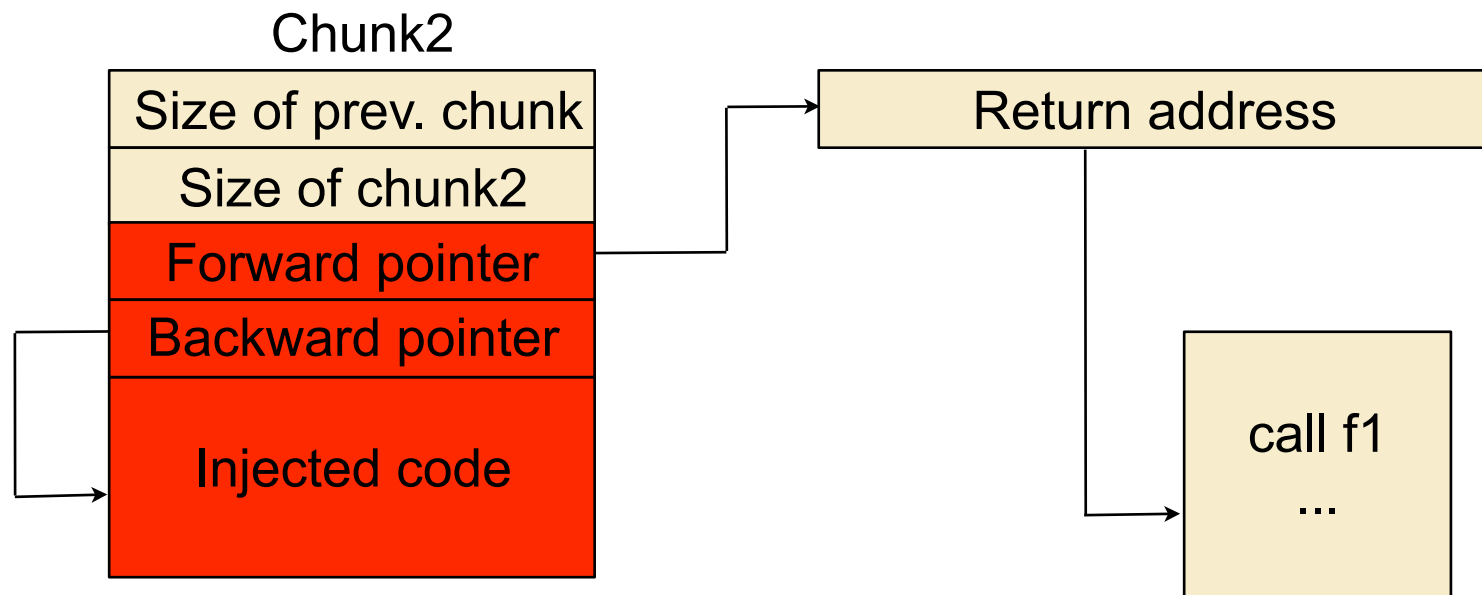 Chunk2
Size of prev. chunk
Size of chunk2
Forward pointer
Backward pointer
Injected code
Return address
call f1
...